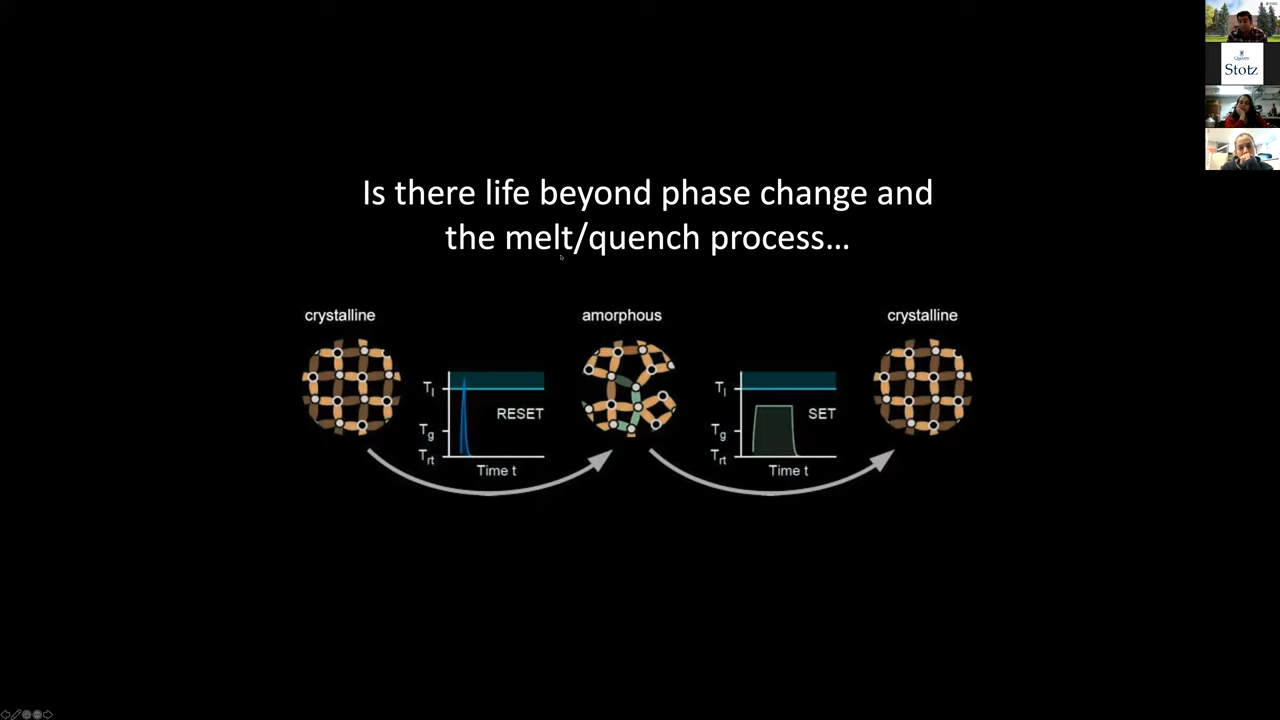 Is there life beyond phase change and
the melt/quench process…
crystalline
amorphous
crystalline
Tl
RESET
Tg
Trt
Time t
Tl
SET
Tg
Trt
Time t
Queen's
Stotz